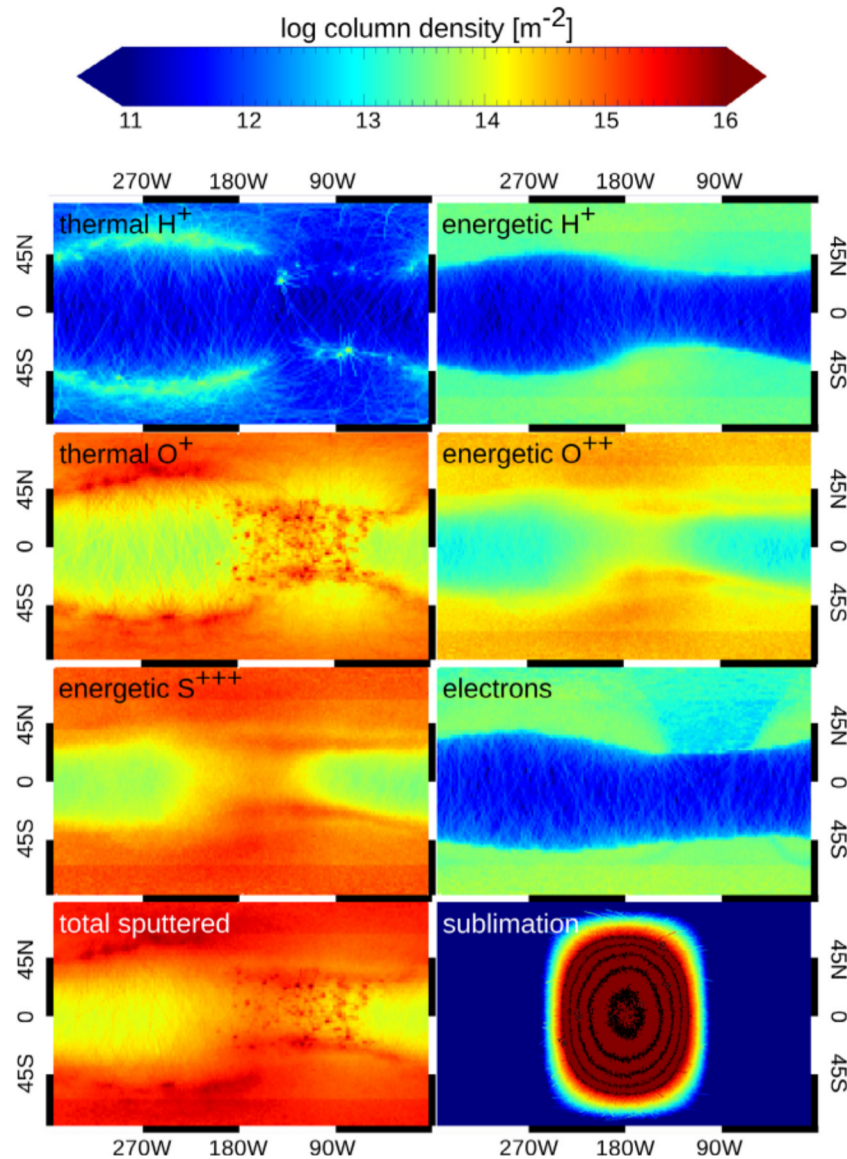 log column density [m⁻²]
11 12 13 14 15 16
270W 180W 90W 270W 180W 90W
thermal H⁺ energetic H⁺
45N 0 45S 45N 0 45S
thermal O⁺ energetic O⁺⁺
45N 0 45S 45N 0 45S
energetic S⁺⁺⁺ electrons
45N 0 45S 45N 0 45S
total sputtered sublimation
45N 0 45S 45N 0 45S
270W 180W 90W 270W 180W 90W